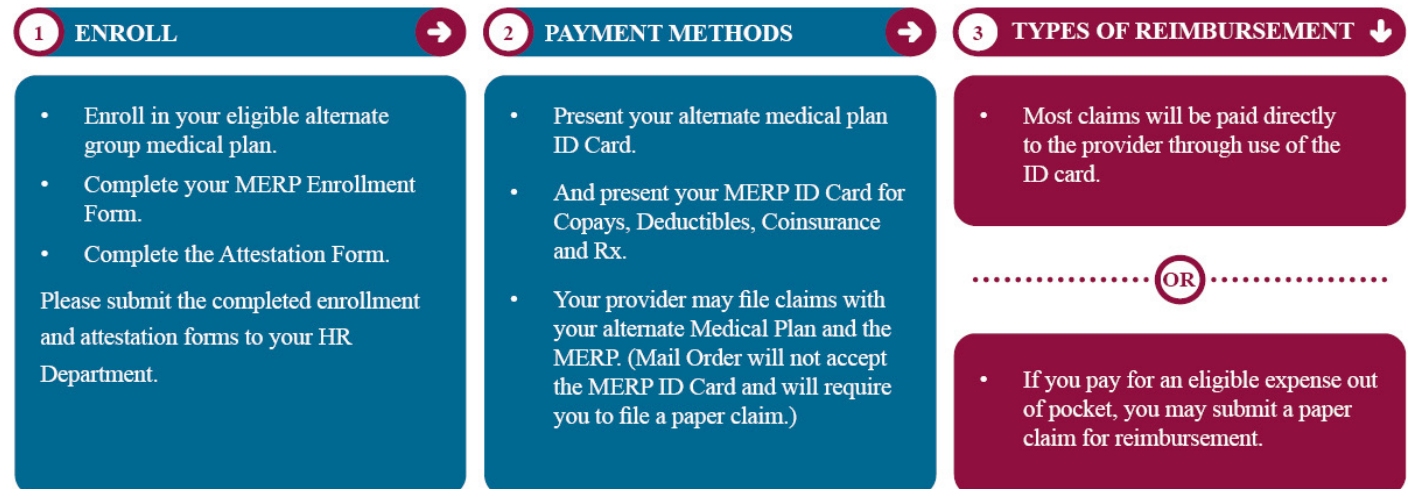 1 ENROLL
• Enroll in your eligible alternate
group medical plan.
• Complete your MERP Enrollment
Form.
• Complete the Attestation Form.
Please submit the completed enrollment
and attestation forms to your HR
Department.
2 PAYMENT METHODS
• Present your alternate medical plan
ID Card.
• And present your MERP ID Card for
Copays, Deductibles, Coinsurance
and Rx.
• Your provider may file claims with
your alternate Medical Plan and the
MERP. (Mail Order will not accept
the MERP ID Card and will require
you to file a paper claim.)
3 TYPES OF REIMBURSEMENT
• Most claims will be paid directly
to the provider through use of the
ID card.
OR
• If you pay for an eligible expense out
of pocket, you may submit a paper
claim for reimbursement.